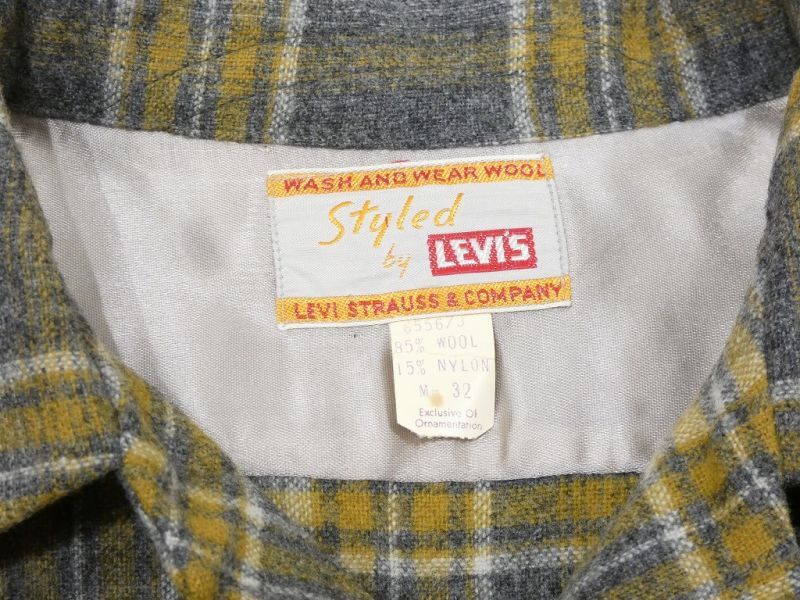 WASH AND WEAR WOOL
Styled
by LEVI'S
LEVI STRAUSS & COMPANY
85% WOOL
15% NYLON
M- 32
Exclusive Of
Ornamentation